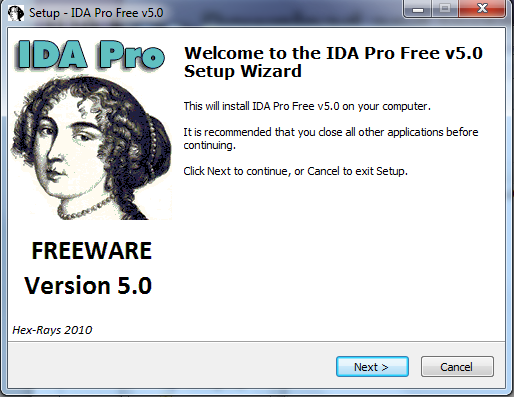 Setup - IDA Pro Free v5.0
IDA Pro
FREEWARE
Version 5.0
Hex-Rays 2010
Welcome to the IDA Pro Free v5.0
Setup Wizard
This will install IDA Pro Free v5.0 on your computer.
It is recommended that you close all other applications before
continuing.
Click Next to continue, or Cancel to exit Setup.
Next >
Cancel